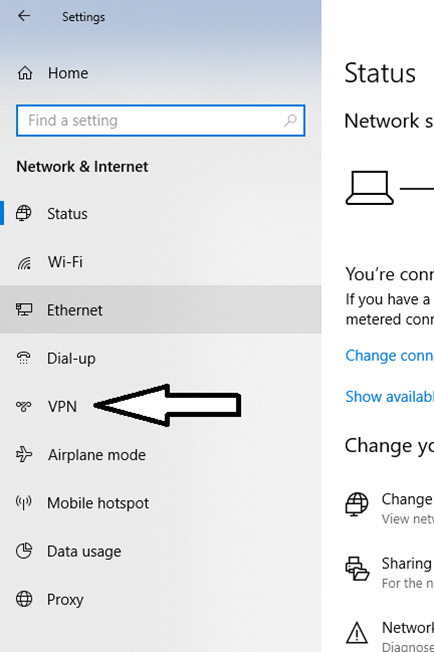 Settings
Home
Find a setting
Network & Internet
Status
Wi-Fi
Ethernet
Dial-up
VPN
Airplane mode
Mobile hotspot
Data usage
Proxy
Status
Network s
You're conn
If you have a
metered conn
Change conn
Show availabl
Change yo
Change
View netw
Sharing
For the n
Network
Diagnose